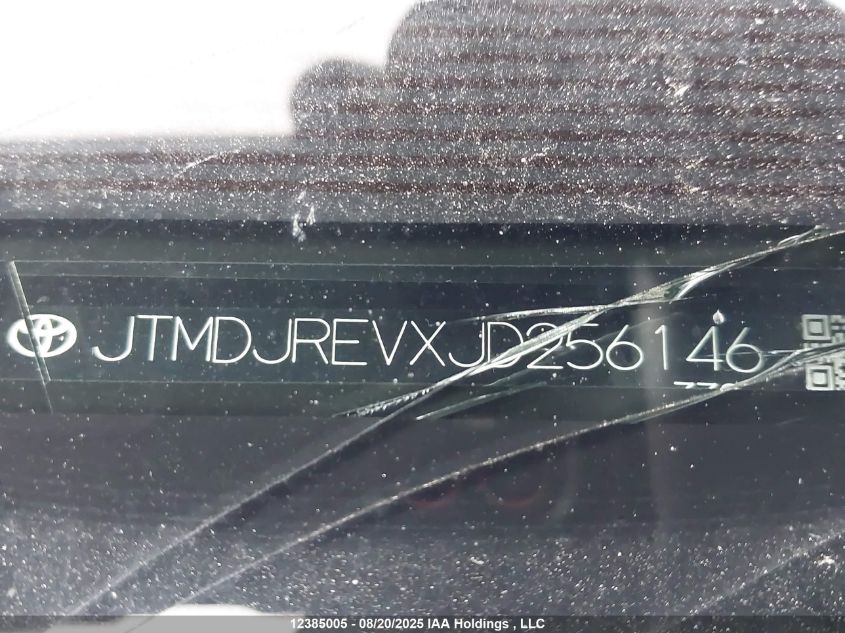 JTMDJREVXJD256146
12385005 - 08/20/2025 IAA Holdings , LLC